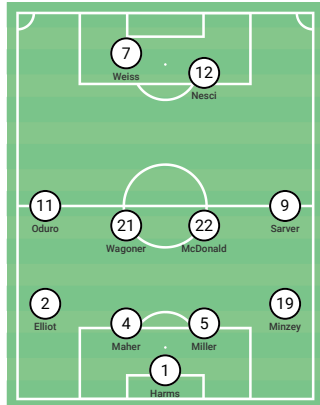 7
Weiss
12
Nesci
11
Oduro
21
Wagoner
22
McDonald
9
Sarver
2
Elliot
4
Maher
5
Miller
19
Minzey
1
Harms